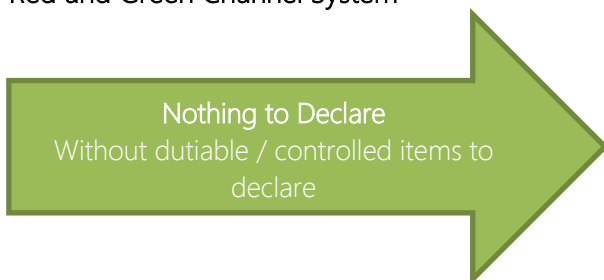 Red and Green Channel System
Nothing to Declare
Without dutiable / controlled items to
declare